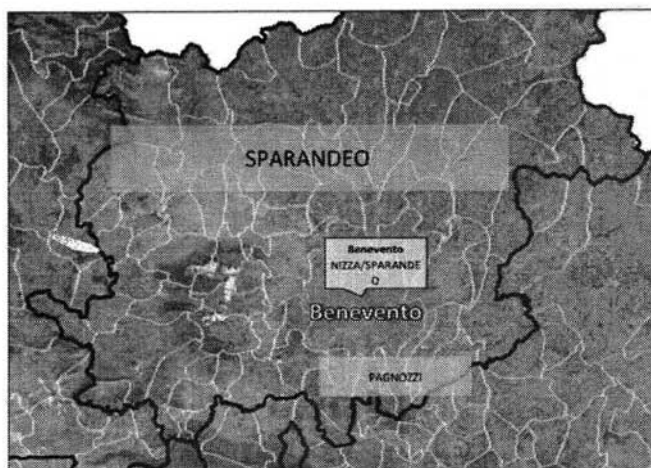 SPARANDEO
Benevento
NIZZA/SPARANDE
O
Benevento
PAGNOZZI